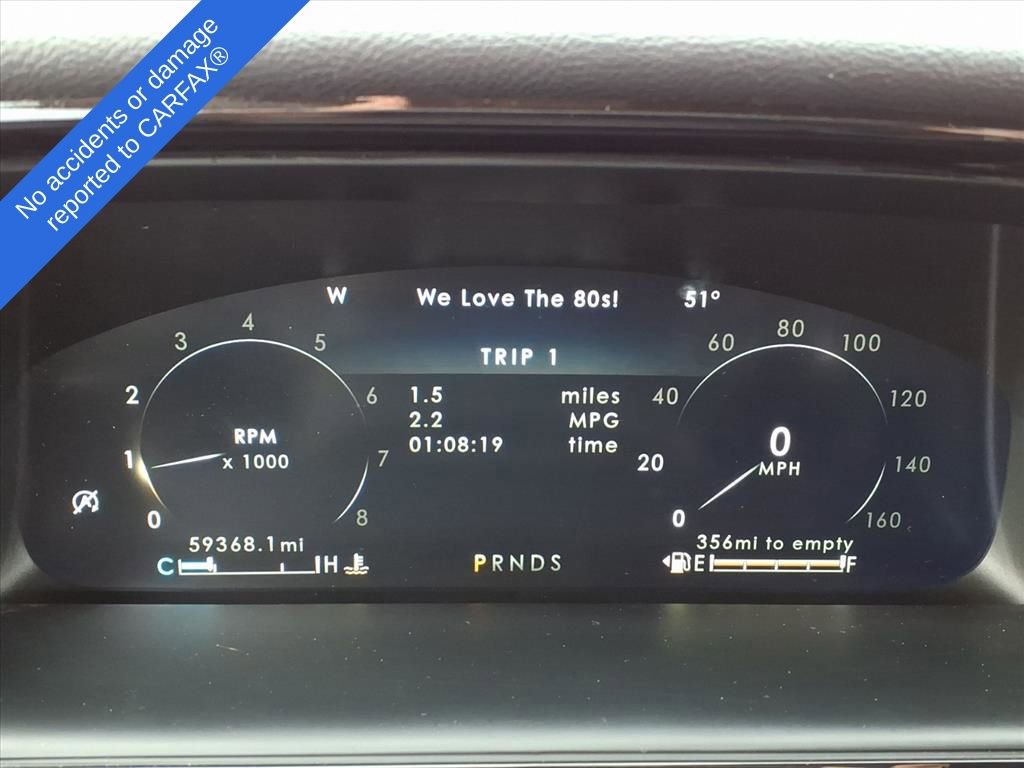 No accidents or damage
reported to CARFAX®
W We Love The 80s! 51°
TRIP 1
1.5 miles
2.2 MPG
01:08:19 time
0 1 2 3 4 5 6 7 8
RPM
x 1000
0 20 40 60 80 100 120 140 160
0
MPH
59368.1mi
C H
PRNDS
356mi to empty
E F